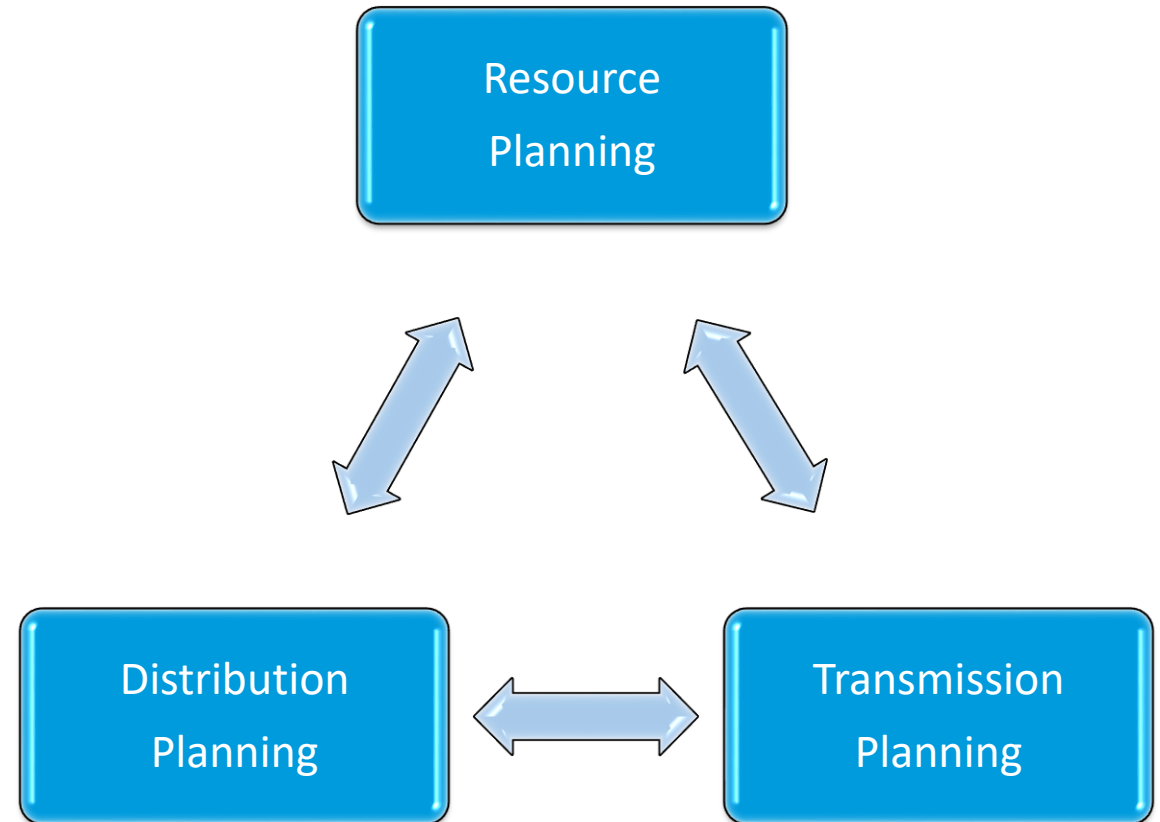 Resource
Planning
Distribution
Planning
Transmission
Planning